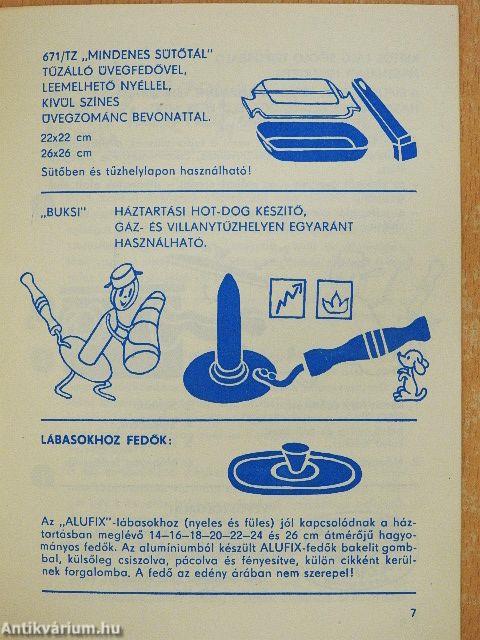 671/TZ „MINDENES SÜTŐTÁL"
TŰZÁLLÓ ÜVEGFEDŐVEL,
LEEMELHETŐ NYÉLLEL,
KÍVÜL SZÍNES
ÜVEGZOMÁNC BEVONATTAL.
22x22 cm
26x26 cm
Sütőben és tűzhelylapon használható!
„BUKSI" HÁZTARTÁSI HOT-DOG KÉSZITŐ,
GÁZ- ÉS VILLANYTŰZHELYEN EGYARÁNT
HASZNÁLHATÓ.
LÁBASOKHOZ FEDŐK:
Az „ALUFIX"-lábasokhoz (nyeles és füles) jól kapcsolódnak a ház-
tartásban meglévő 14—16—18—20—22—24 és 26 cm átmérőjű hagyo-
mányos fedők. Az alumíniumból készült ALUFIX-fedők bakelit gomb-
bal, külsőleg csiszolva, pácolva és fényesítve, külön cikként kerül-
nek forgalomba. A fedő az edény árában nem szerepel!
7
Antikvárium.hu